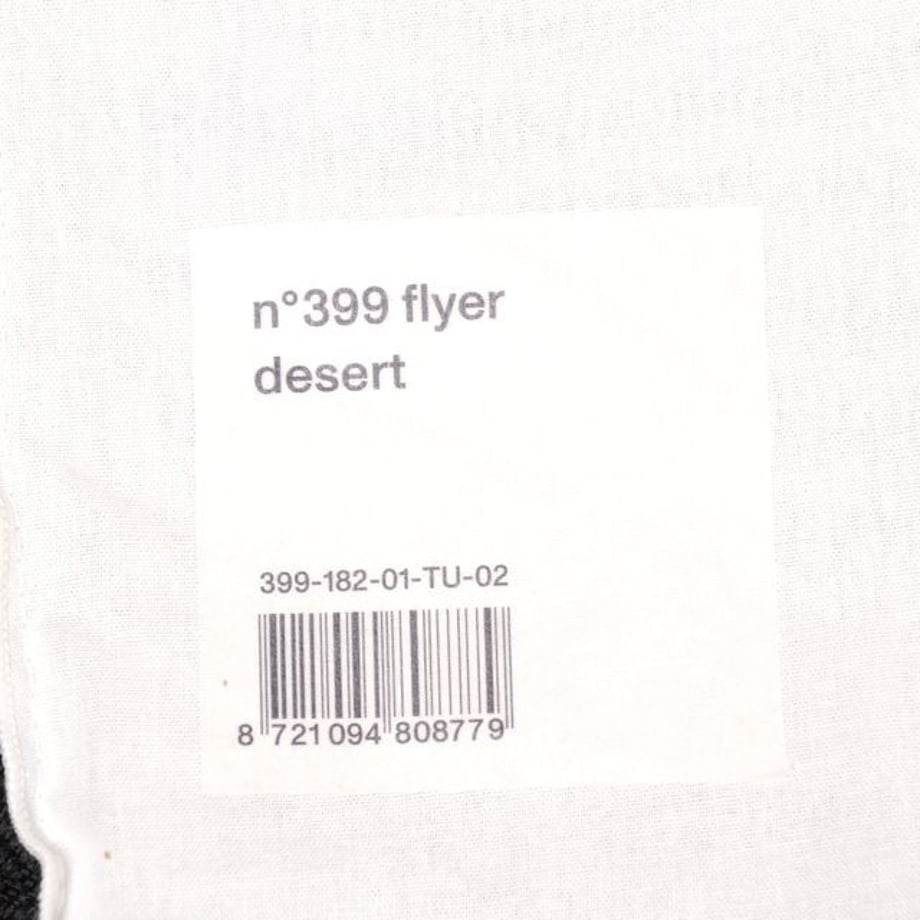 n°399 flyer
desert
399-182-01-TU-02
8 721094 808779